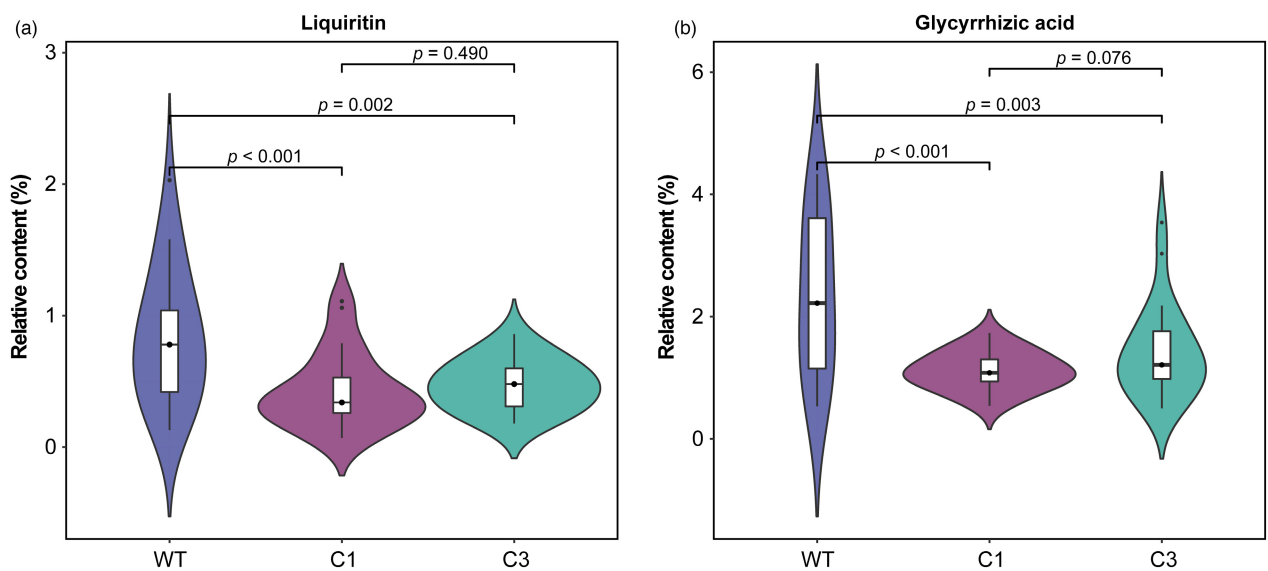 (a)
Liquiritin
Relative content (%)
3
2
1
0
p = 0.490
p = 0.002
p < 0.001
WT
C1
C3
(b)
Glycyrrhizic acid
Relative content (%)
6
4
2
0
p = 0.076
p = 0.003
p < 0.001
WT
C1
C3